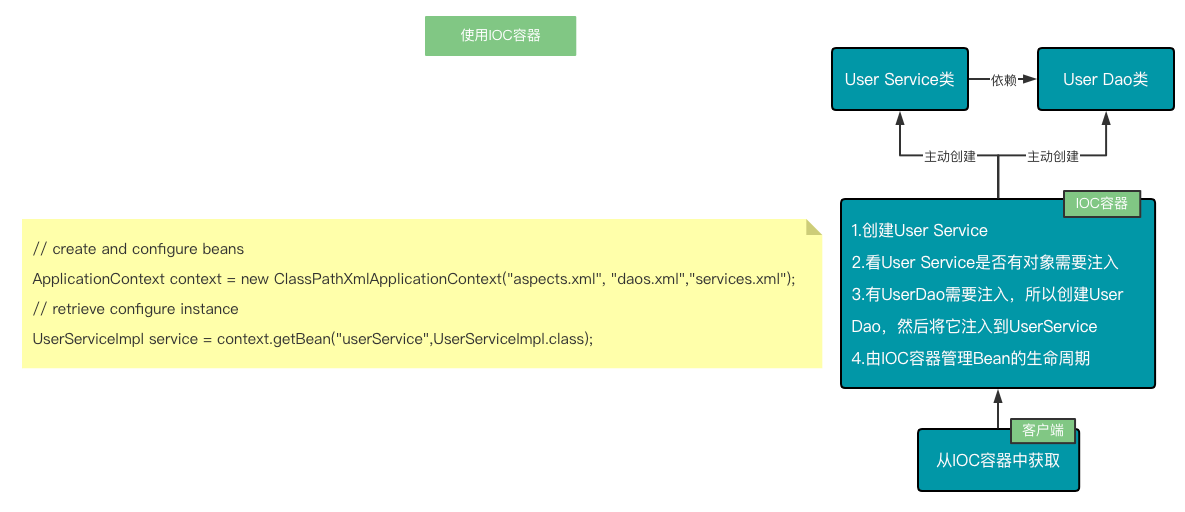 使用IOC容器
User Service类
依赖
User Dao类
主动创建
主动创建
IOC容器
1.创建User Service
2.看User Service是否有对象需要注入
3.有UserDao需要注入，所以创建User
Dao，然后将它注入到UserService
4.由IOC容器管理Bean的生命周期
// create and configure beans
ApplicationContext context = new ClassPathXmlApplicationContext("aspects.xml", "daos.xml","services.xml");
// retrieve configure instance
UserServiceImpl service = context.getBean("userService",UserServiceImpl.class);
客户端
从IOC容器中获取